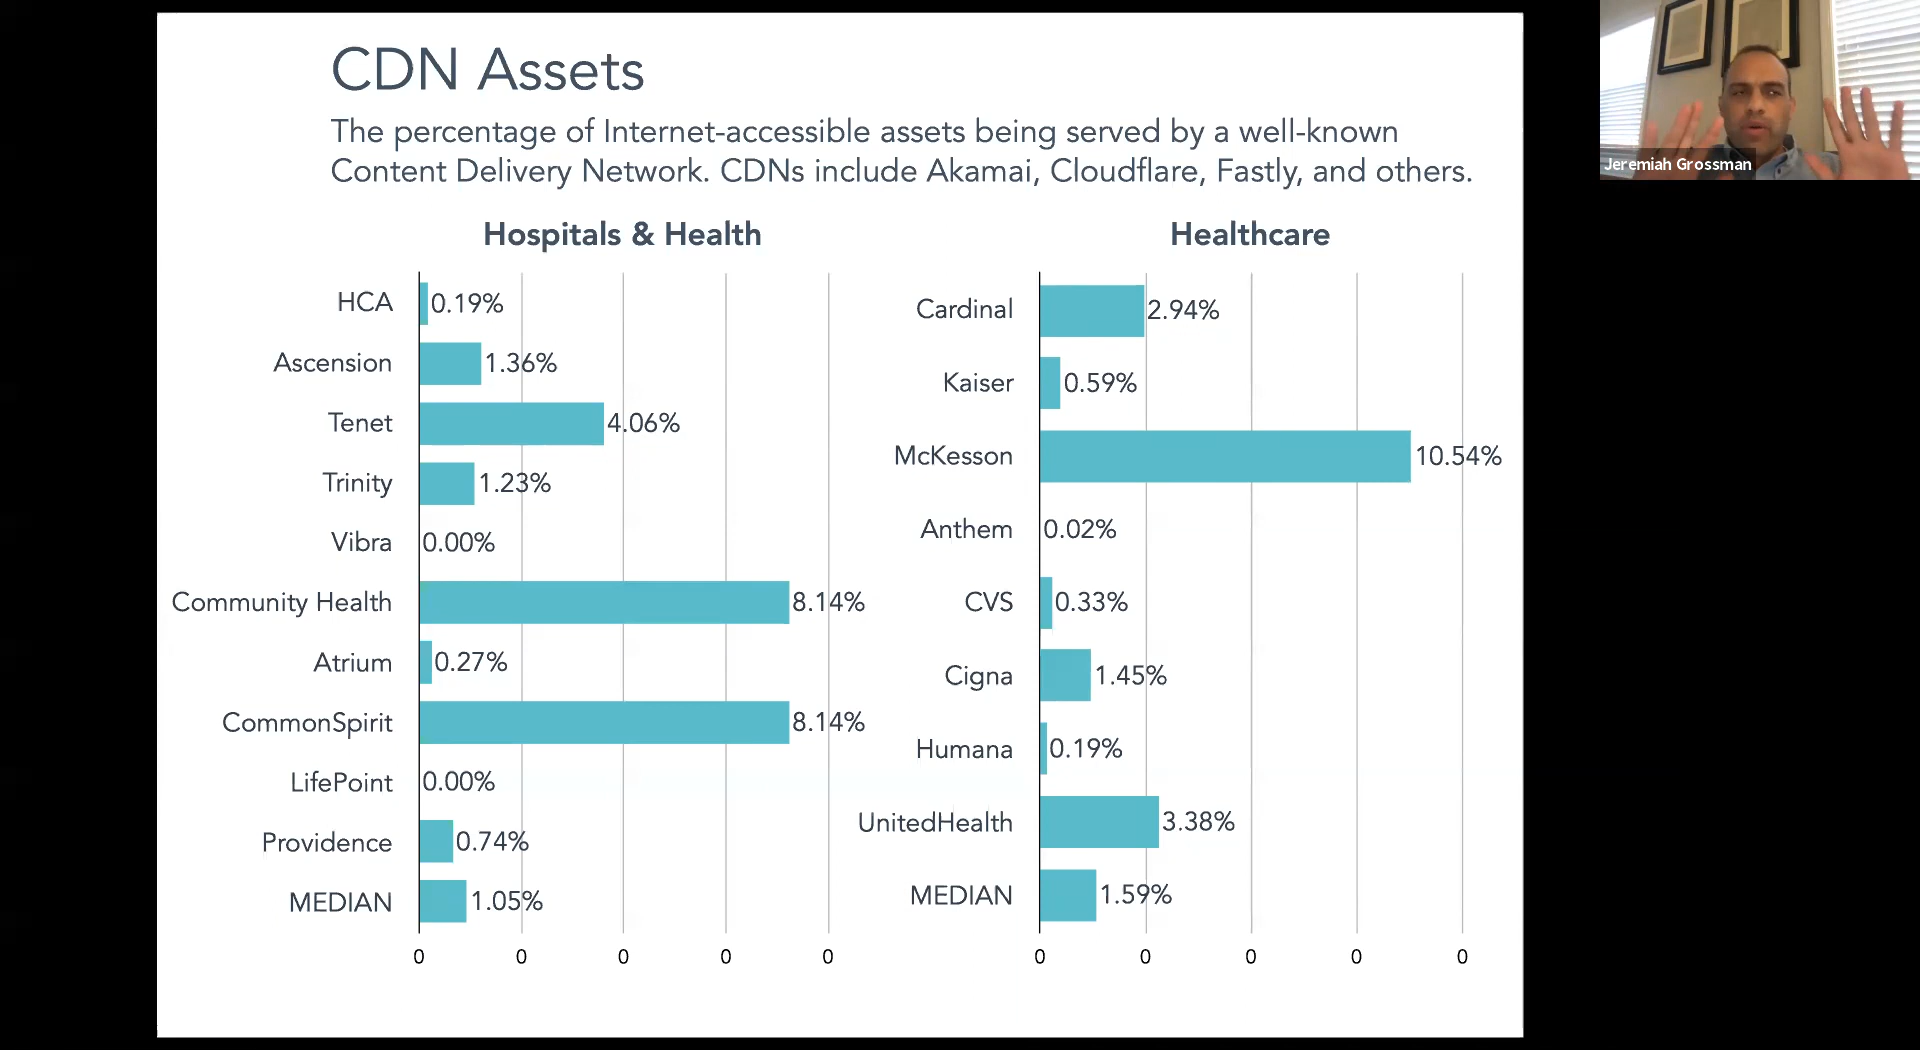 CDN Assets
The percentage of Internet-accessible assets being served by a well-known
Content Delivery Network. CDNs include Akamai, Cloudflare, Fastly, and others.
Hospitals & Health
HCA 0.19%
Ascension 1.36%
Tenet 4.06%
Trinity 1.23%
Vibra 0.00%
Community Health 8.14%
Atrium 0.27%
CommonSpirit 8.14%
LifePoint 0.00%
Providence 0.74%
MEDIAN 1.05%
0 0 0 0 0
Healthcare
Cardinal 2.94%
Kaiser 0.59%
McKesson 10.54%
Anthem 0.02%
CVS 0.33%
Cigna 1.45%
Humana 0.19%
UnitedHealth 3.38%
MEDIAN 1.59%
0 0 0 0 0
Jeremiah Grossman